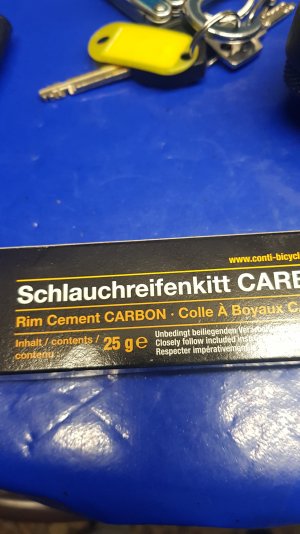 www.conti-bicycl
Schlauchreifenkitt CARB
Rim Cement CARBON · Colle À Boyaux C
Inhalt / contents /
contenu
25 g e
Unbedingt beiliegenden
Closely follow included
Respecter impérativement